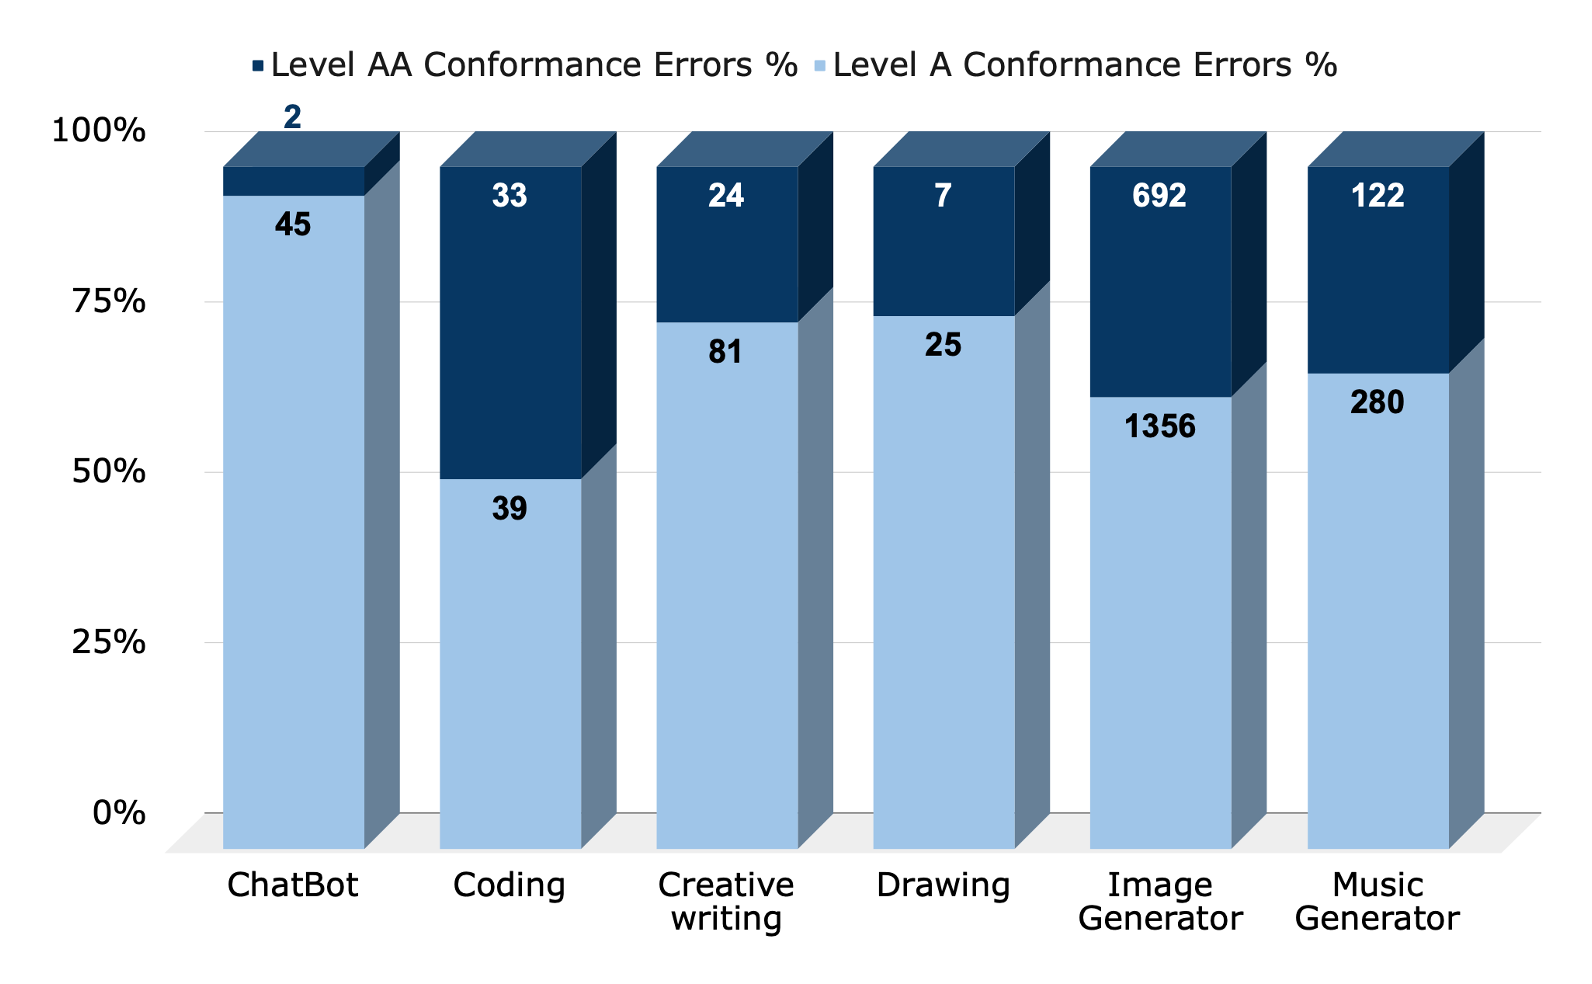 Level AA Conformance Errors % Level A Conformance Errors %
100%
75%
50%
25%
0%
2
45
33
39
24
81
7
25
692
1356
122
280
ChatBot
Coding
Creative
writing
Drawing
Image
Generator
Music
Generator